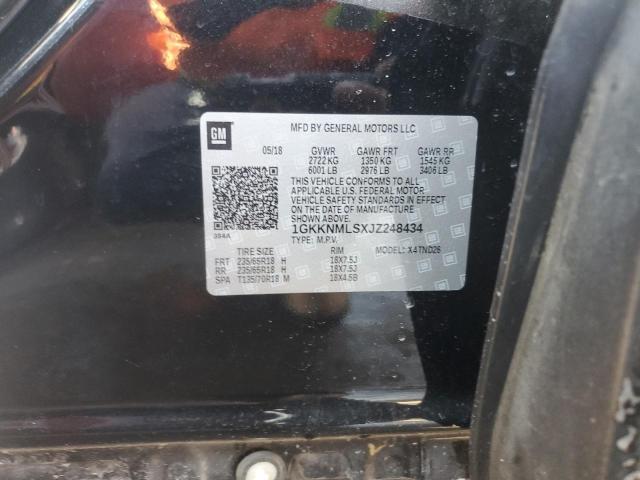 GM
MFD BY GENERAL MOTORS LLC
05/18 GVWR GAWR FRT GAWR RR
2722 KG 1350 KG 1545 KG
6001 LB 2976 LB 3406 LB
THIS VEHICLE CONFORMS TO ALL
APPLICABLE U.S. FEDERAL MOTOR
VEHICLE SAFETY STANDARDS IN EFFECT
ON THE DATE OF MANUFACTURE
SHOWN ABOVE.
1GKKNMLSXJZ248434
394A TYPE: M.P.V.
TIRE SIZE RIM MODEL: X4TND26
FRT 235/65R18 H 18X7.5J
RR 235/65R18 H 18X7.5J
SPA T135/70R18 M 18X4.5B